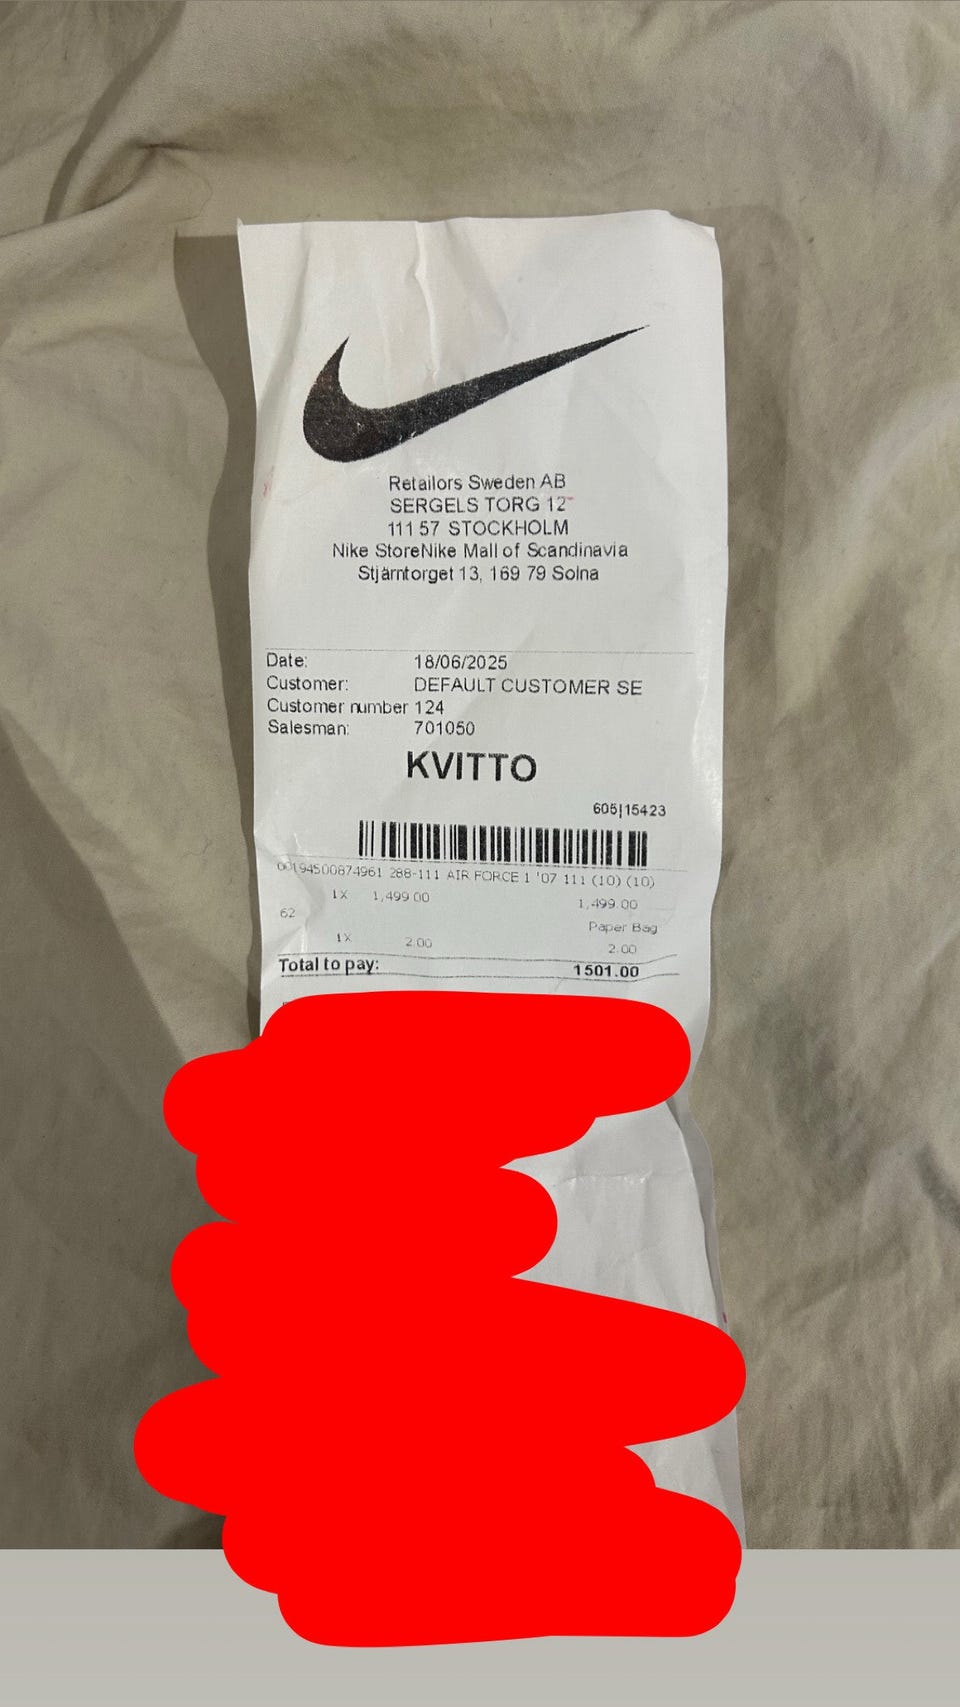 Retailors Sweden AB
SERGELS TORG 12
111 57 STOCKHOLM
Nike StoreNike Mall of Scandinavia
Stjärntorget 13, 169 79 Solna
Date: 18/06/2025
Customer: DEFAULT CUSTOMER SE
Customer number 124
Salesman: 701050
KVITTO
606|15423
00194500874961 288-111 AIR FORCE 1 '07 111 (10) (10)
1X 1,499.00 1,499.00
62 Paper Bag
1X 2.00 2.00
Total to pay: 1501.00